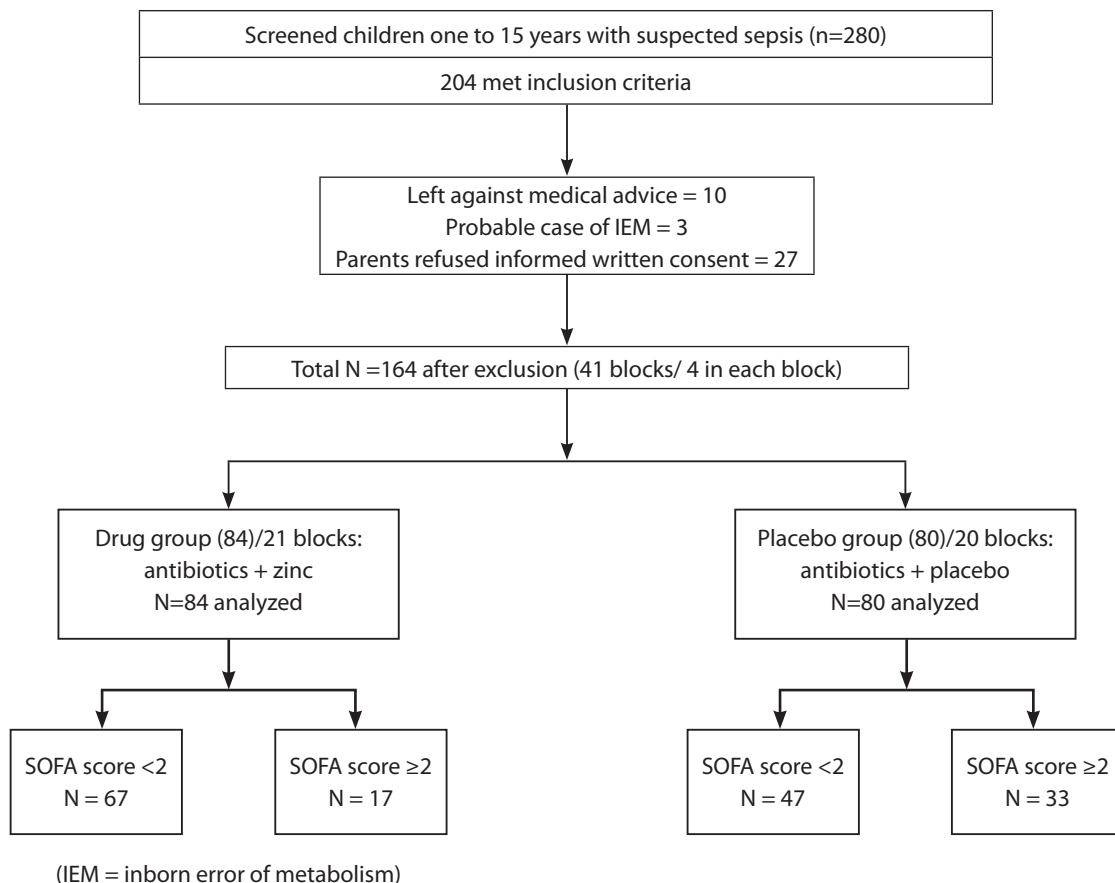 Screened children one to 15 years with suspected sepsis (n=280)
204 met inclusion criteria
Left against medical advice = 10
Probable case of IEM = 3
Parents refused informed written consent = 27
Total N =164 after exclusion (41 blocks/ 4 in each block)
Drug group (84)/21 blocks:
antibiotics + zinc
N=84 analyzed
Placebo group (80)/20 blocks:
antibiotics + placebo
N=80 analyzed
SOFA score <2
N = 67
SOFA score ≥2
N = 17
SOFA score <2
N = 47
SOFA score ≥2
N = 33
(IEM = inborn error of metabolism)